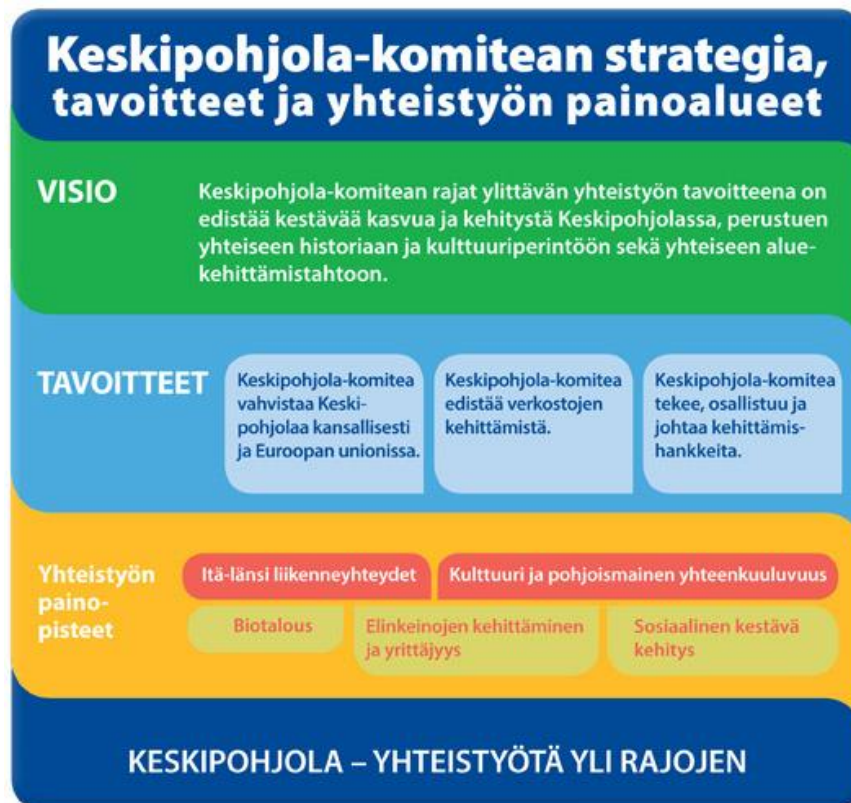 Keskipohjola-komitean strategia,
tavoitteet ja yhteistyön painoalueet
VISIO
Keskipohjola-komitean rajat ylittävän yhteistyön tavoitteena on
edistää kestävää kasvua ja kehitystä Keskipohjolassa, perustuen
yhteiseen historiaan ja kulttuuriperintöön sekä yhteiseen alue-
kehittämistahtoon.
TAVOITTEET
Keskipohjola-komitea
vahvistaa Keski-
pohjolaa kansallisesti
ja Euroopan unionissa.
Keskipohjola-komitea
edistää verkostojen
kehittämistä.
Keskipohjola-komitea
tekee, osallistuu ja
johtaa kehittämis-
hankkeita.
Yhteistyön
paino-
pisteet
Itä-länsi liikenneyhteydet
Kulttuuri ja pohjoismainen yhteenkuuluvuus
Biotalous
Elinkeinojen kehittäminen
ja yrittäjyys
Sosiaalinen kestävä
kehitys
KESKIPOHJOLA – YHTEISTYÖTÄ YLI RAJOJEN